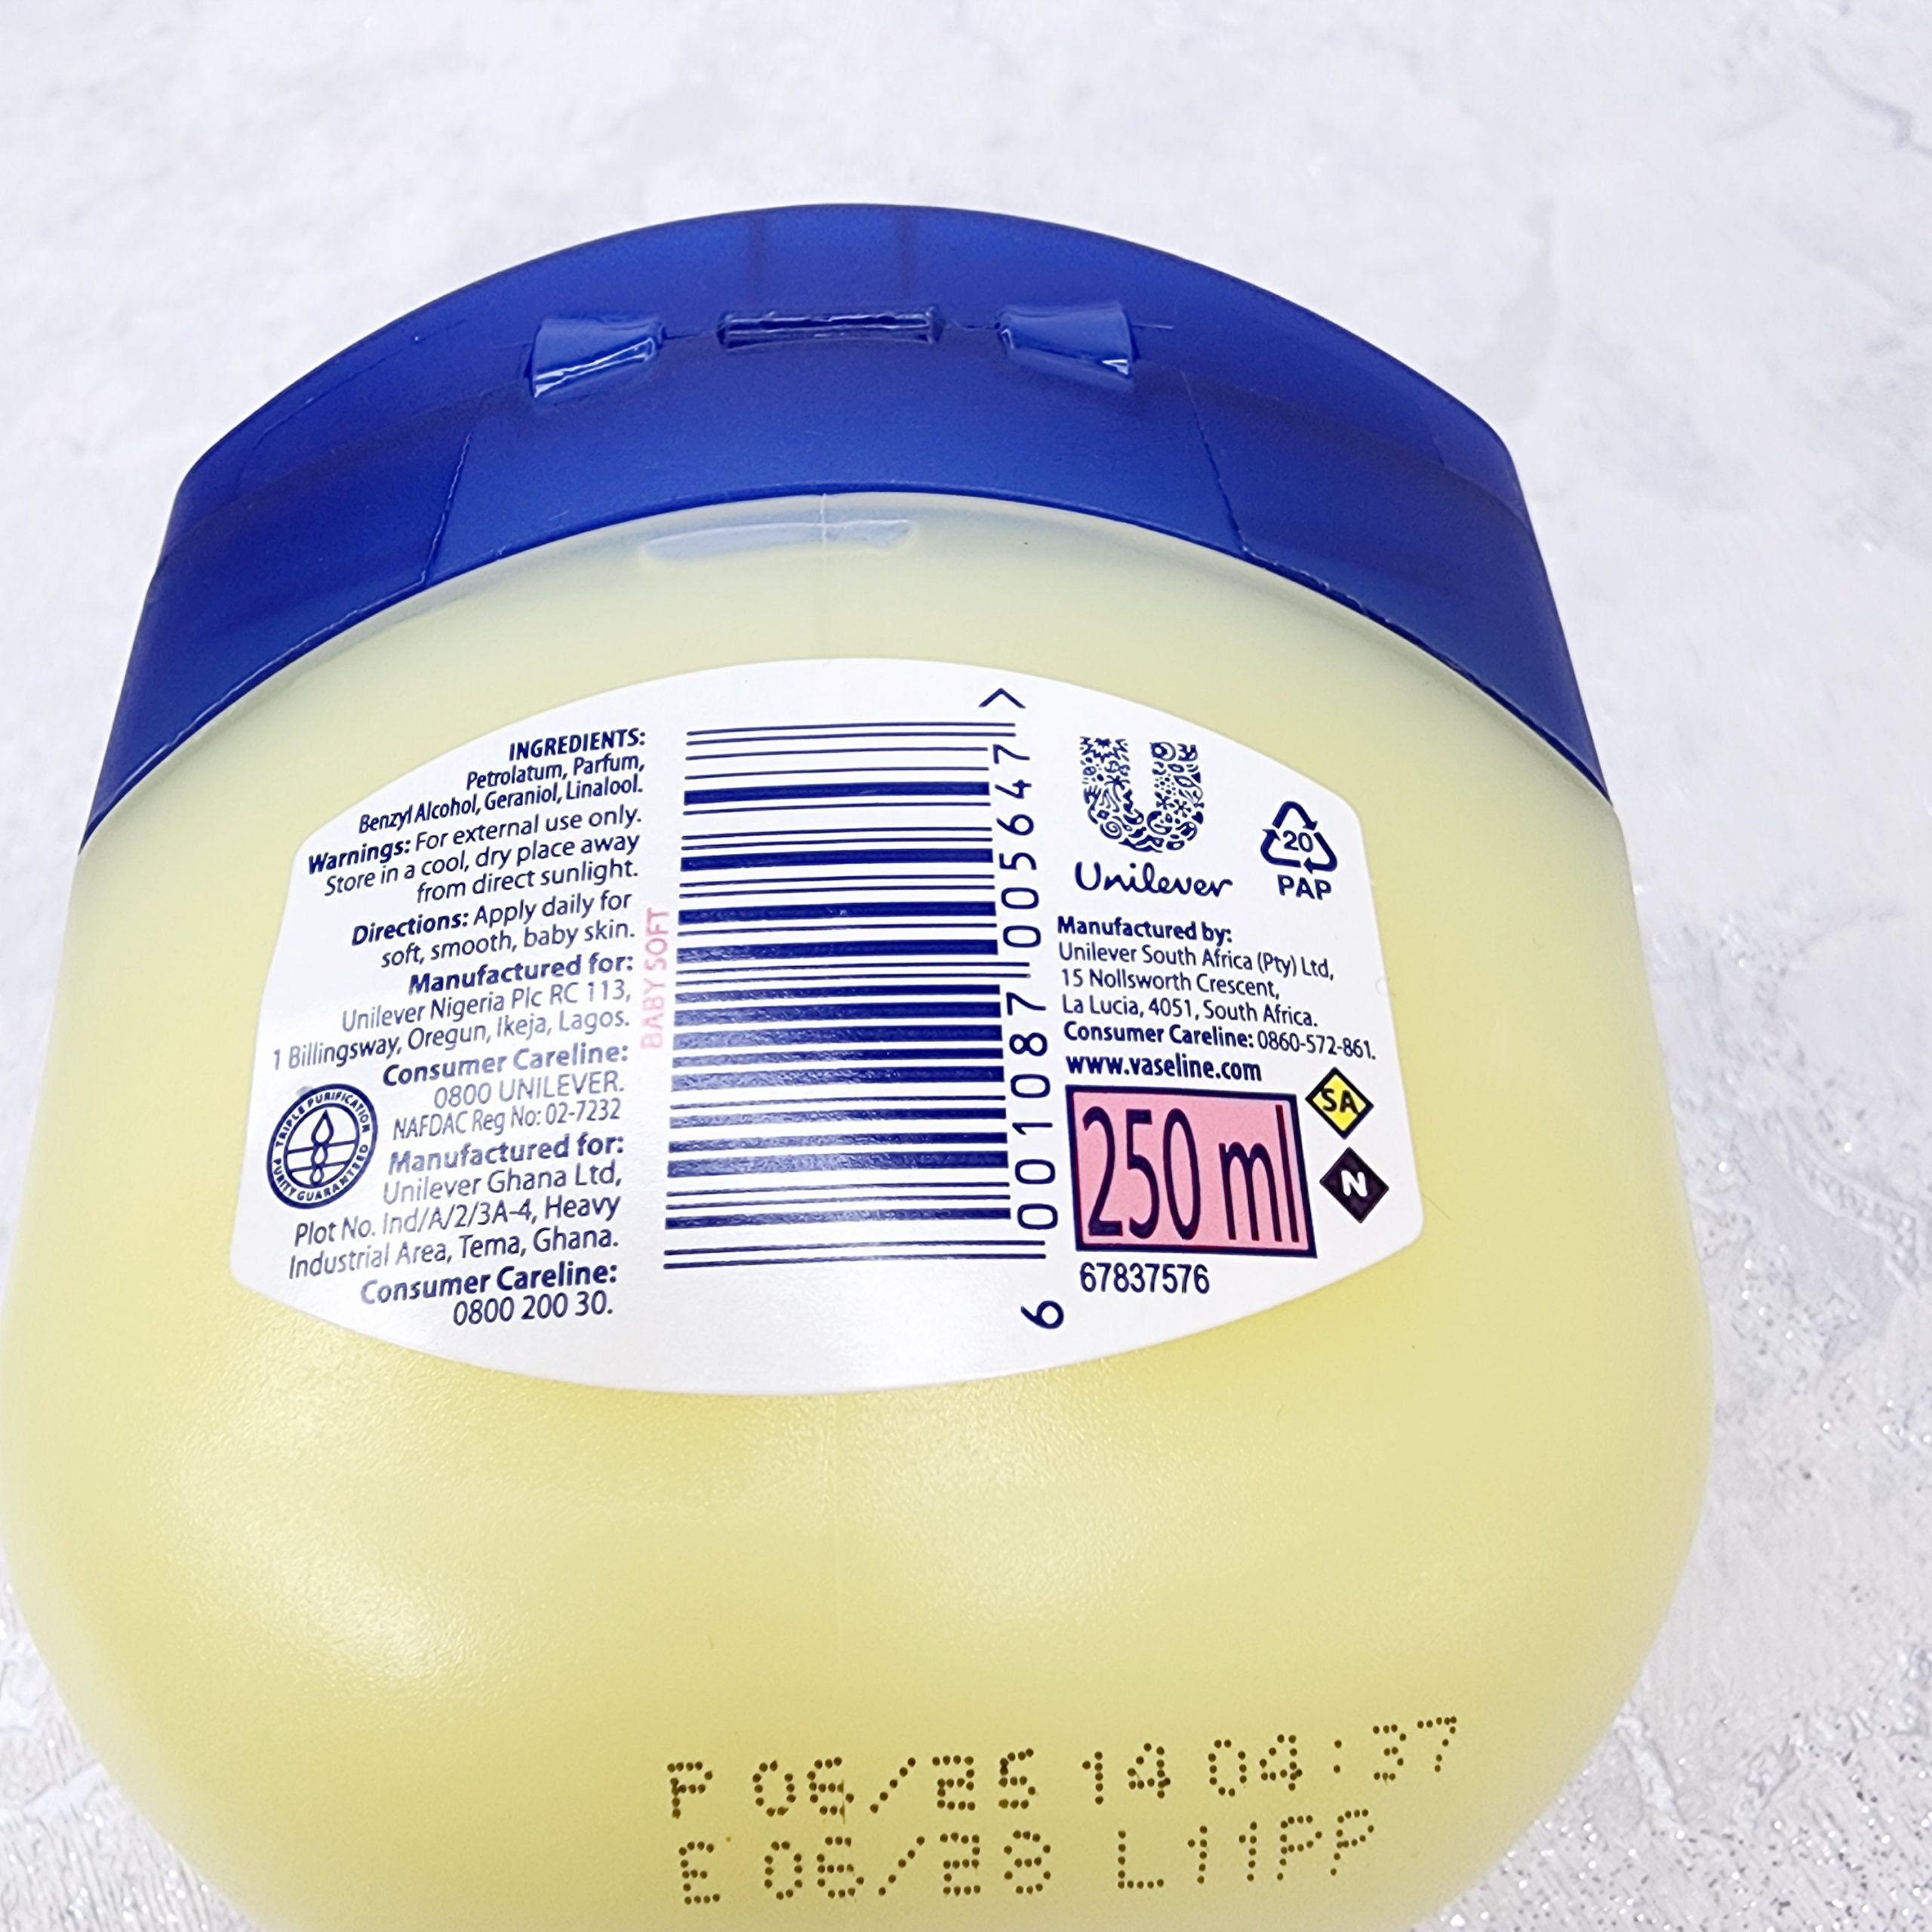 INGREDIENTS:
Petrolatum, Parfum,
Benzyl Alcohol, Geraniol, Linalool.
Warnings: For external use only.
Store in a cool, dry place away
from direct sunlight.
Directions: Apply daily for
soft, smooth, baby skin.
Manufactured for:
Unilever Nigeria Plc RC 113,
1 Billingsway, Oregun, Ikeja, Lagos.
Consumer Careline:
0800 UNILEVER.
NAFDAC Reg No: 02-7232
Manufactured for:
Unilever Ghana Ltd,
Plot No. Ind/A/2/3A-4, Heavy
Industrial Area, Tema, Ghana.
Consumer Careline:
0800 200 30.
TRIPLE PURIFICATION
PURITY GUARANTEED
BABY SOFT
6 001087 005647 >
Unilever
20
PAP
Manufactured by:
Unilever South Africa (Pty) Ltd,
15 Nollsworth Crescent,
La Lucia, 4051, South Africa.
Consumer Careline: 0860-572-861.
www.vaseline.com
250 ml
SA
N
67837576
P 06/25 14 04:37
E 06/28 L11PP